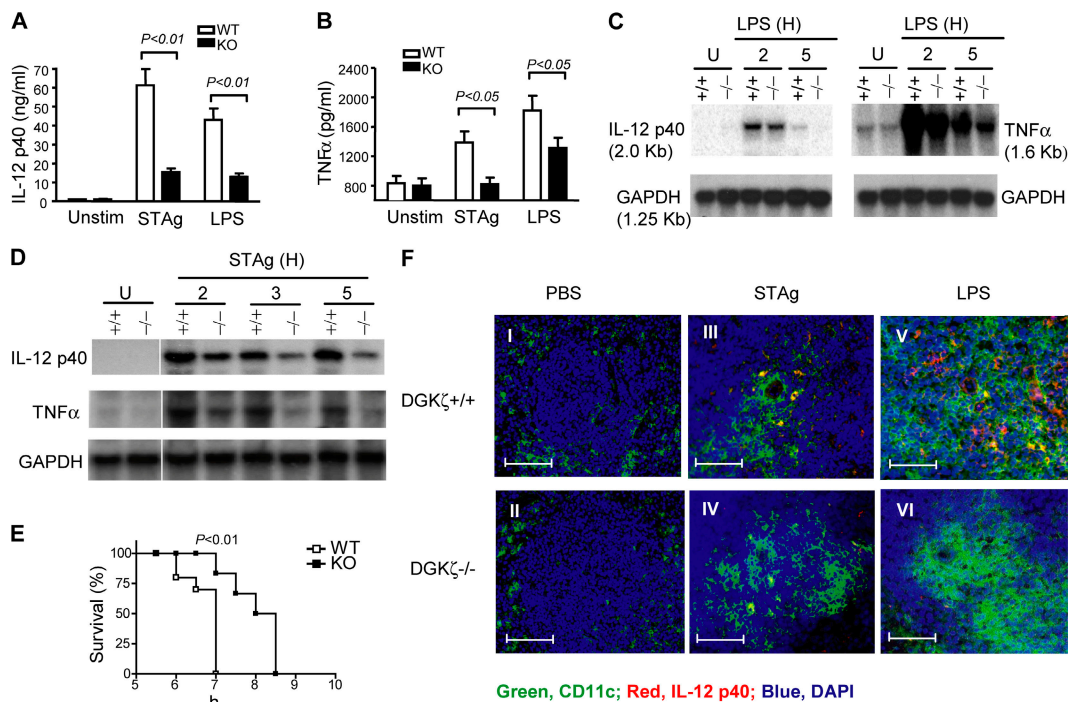 A
WT
KO
P<0.01
P<0.01
IL-12 p40 (ng/ml)
70
60
50
40
30
20
10
0
Unstim STAg LPS
B
WT
KO
P<0.05
P<0.05
TNFα (pg/ml)
2400
2000
1600
1200
800
Unstim STAg LPS
C
LPS (H) LPS (H)
U 2 5 U 2 5
+/+ -/- +/+ -/- +/+ -/- +/+ -/- +/+ -/- +/+ -/-
IL-12 p40
(2.0 Kb)
TNFα
(1.6 Kb)
GAPDH
(1.25 Kb)
GAPDH
D
STAg (H)
U 2 3 5
+/+ -/- +/+ -/- +/+ -/- +/+ -/-
IL-12 p40
TNFα
GAPDH
E
P<0.01
WT
KO
Survival (%)
100
75
50
25
0
5 6 7 8 9 10
F
PBS STAg LPS
DGKζ+/+
I III V
DGKζ-/-
II IV VI
Green, CD11c; Red, IL-12 p40; Blue, DAPI